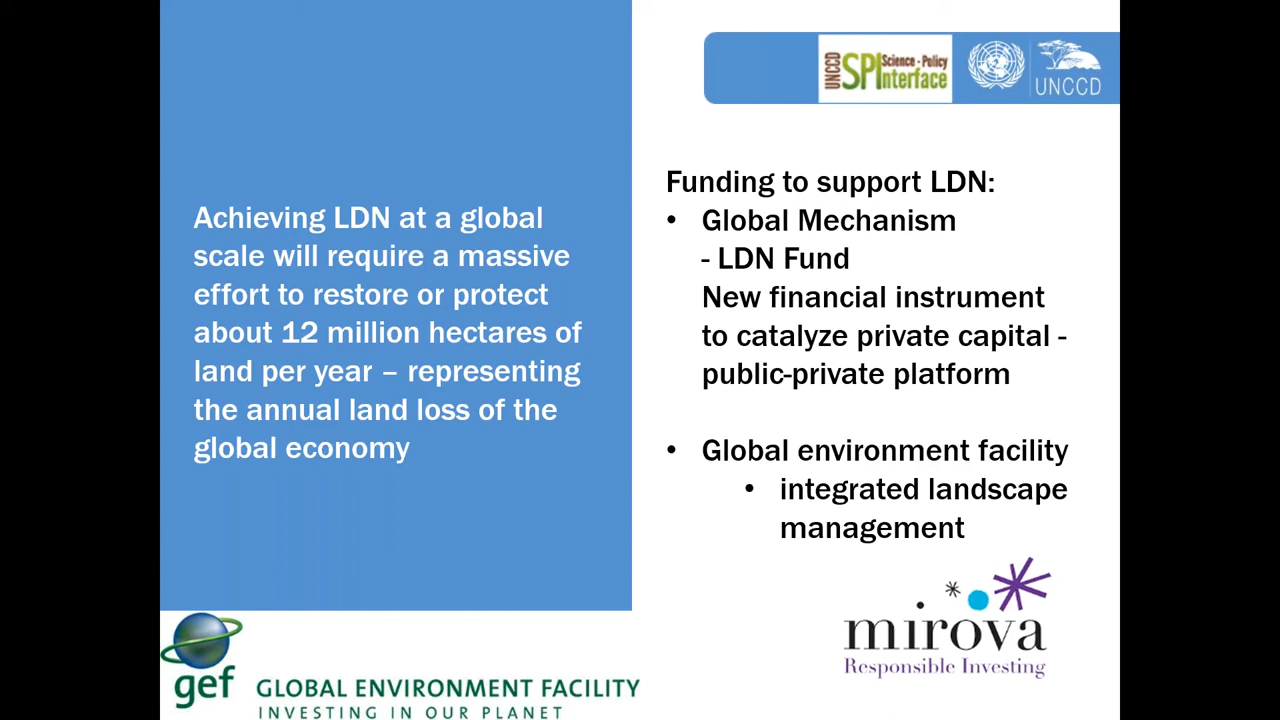 UNCCD
SPI
Science - Policy
Interface
UNCCD
Achieving LDN at a global
scale will require a massive
effort to restore or protect
about 12 million hectares of
land per year – representing
the annual land loss of the
global economy
Funding to support LDN:
• Global Mechanism
- LDN Fund
New financial instrument
to catalyze private capital -
public-private platform
• Global environment facility
• integrated landscape
management
gef
GLOBAL ENVIRONMENT FACILITY
INVESTING IN OUR PLANET
mirova
Responsible Investing